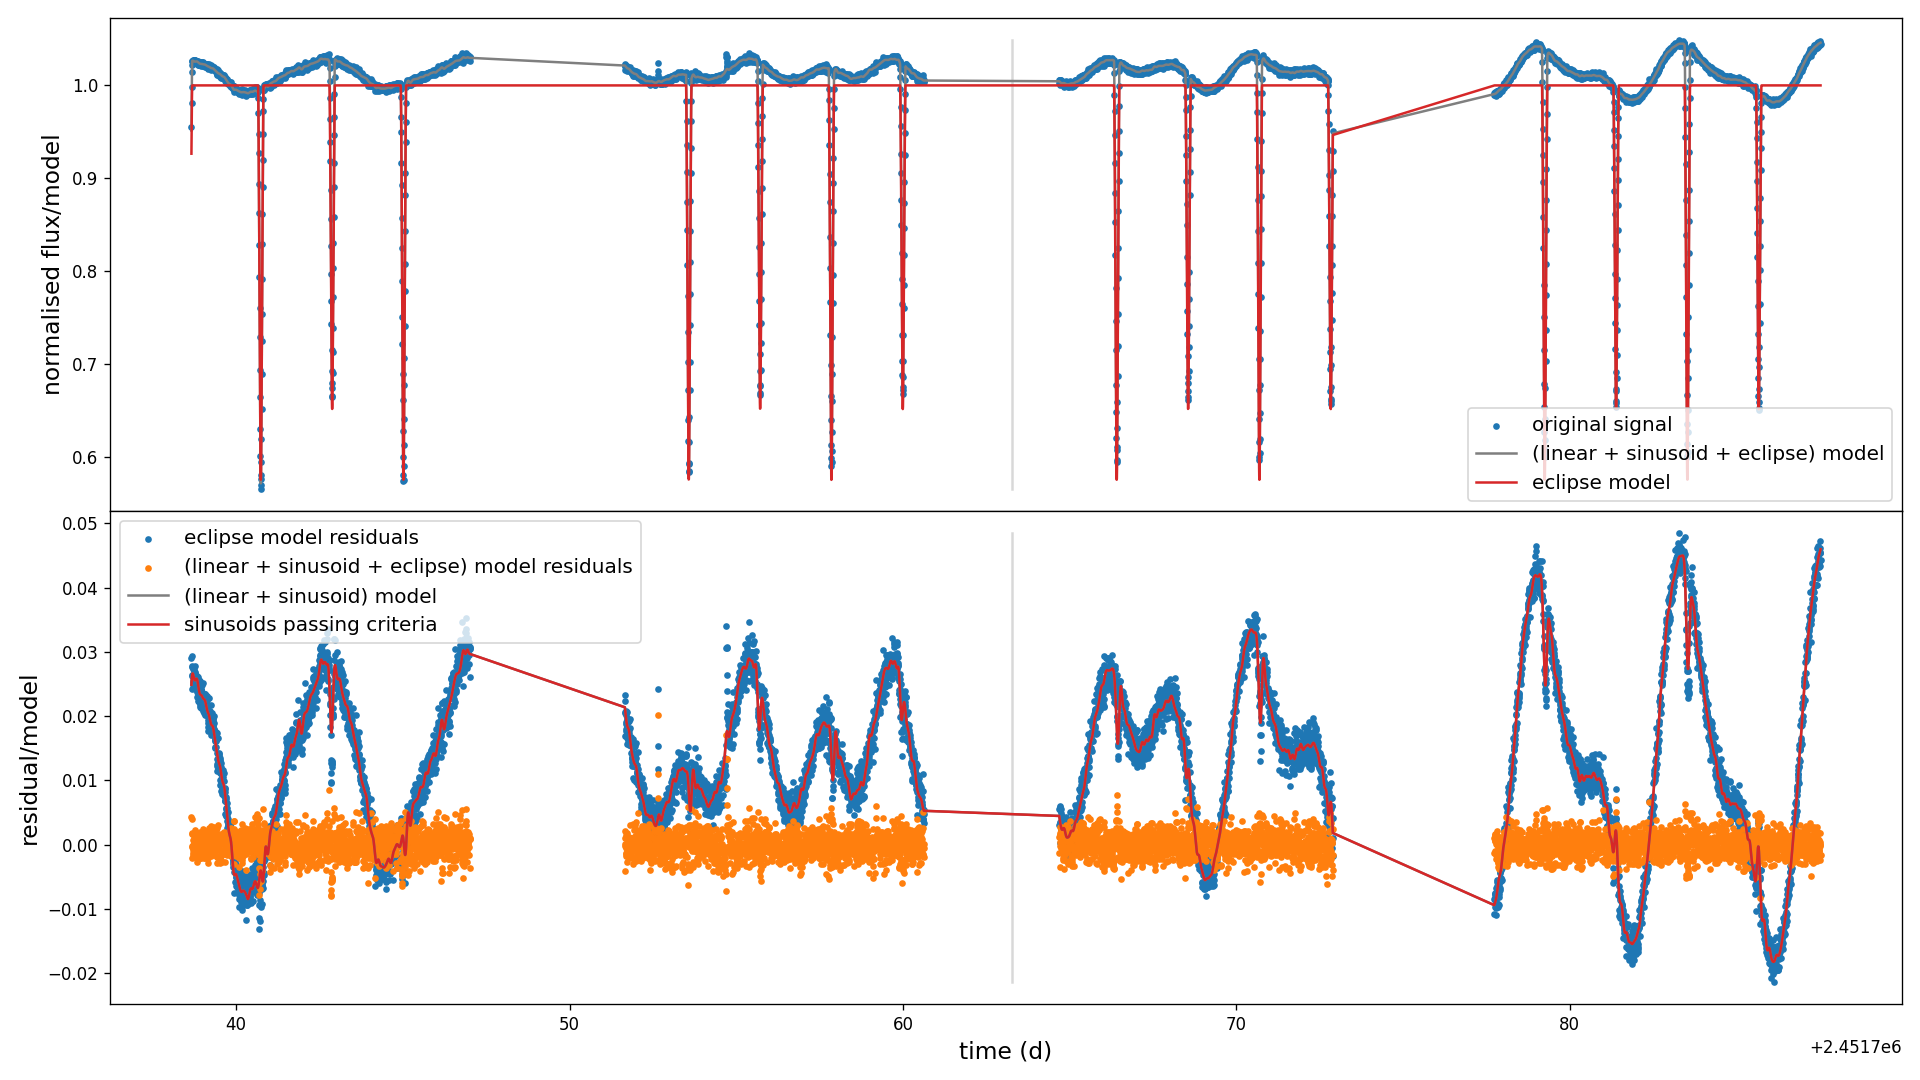 normalised flux/model
1.0
0.9
0.8
0.7
0.6
original signal
(linear + sinusoid + eclipse) model
eclipse model
residual/model
0.05
0.04
0.03
0.02
0.01
0.00
−0.01
−0.02
eclipse model residuals
(linear + sinusoid + eclipse) model residuals
(linear + sinusoid) model
sinusoids passing criteria
40 50 60 70 80
time (d)
+2.4517e6